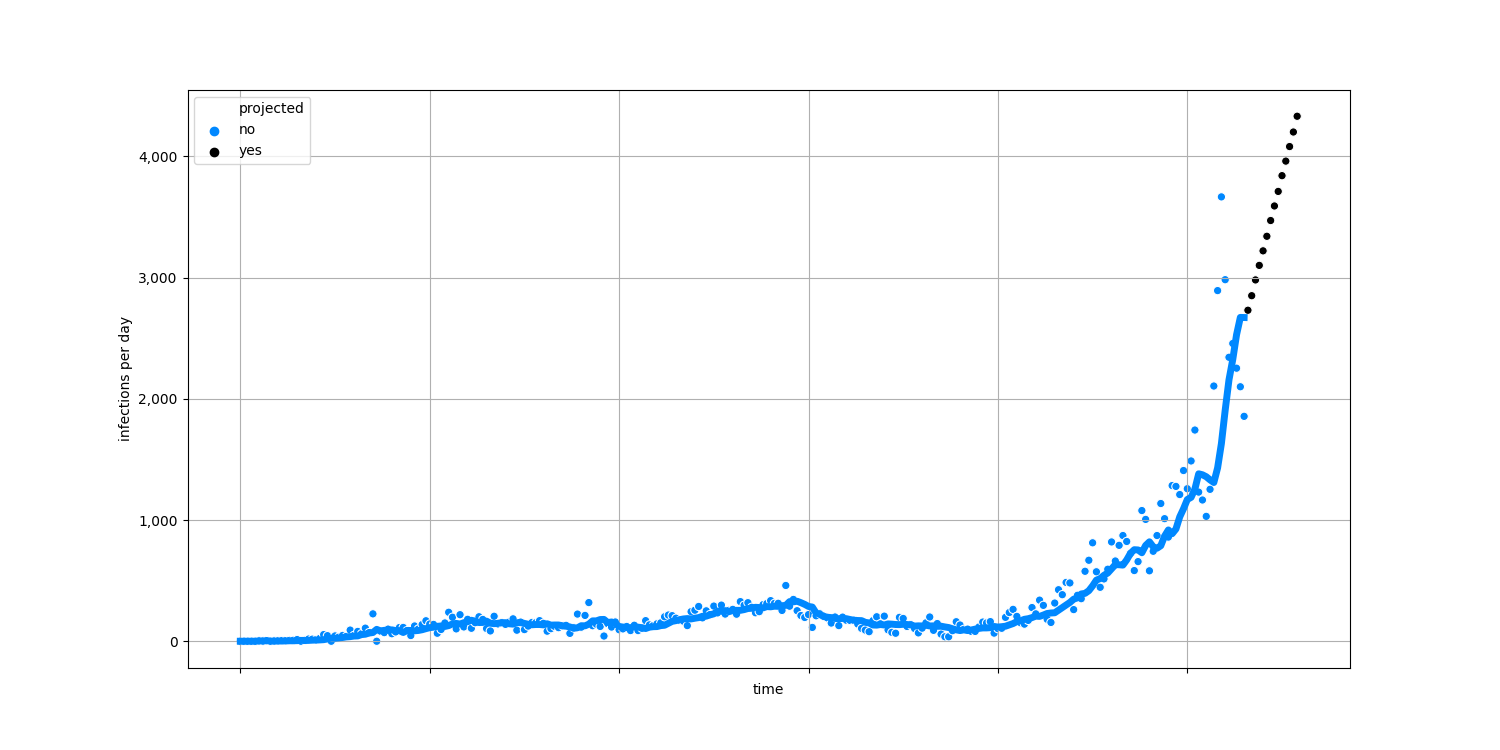 projected
no
yes
4,000
3,000
2,000
1,000
0
infections per day
time